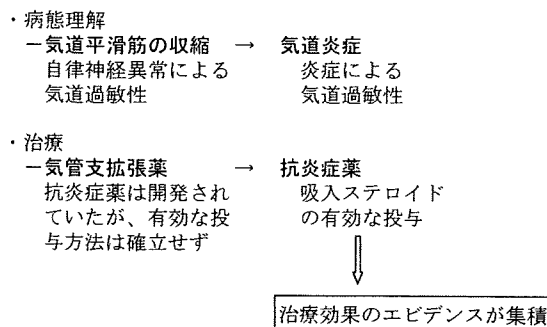 ・病態理解
－気道平滑筋の収縮 → 気道炎症
自律神経異常による 炎症による
気道過敏性 気道過敏性
・治療
－気管支拡張薬 → 抗炎症薬
抗炎症薬は開発され 吸入ステロイド
ていたが、有効な投 の有効な投与
与方法は確立せず
治療効果のエビデンスが集積